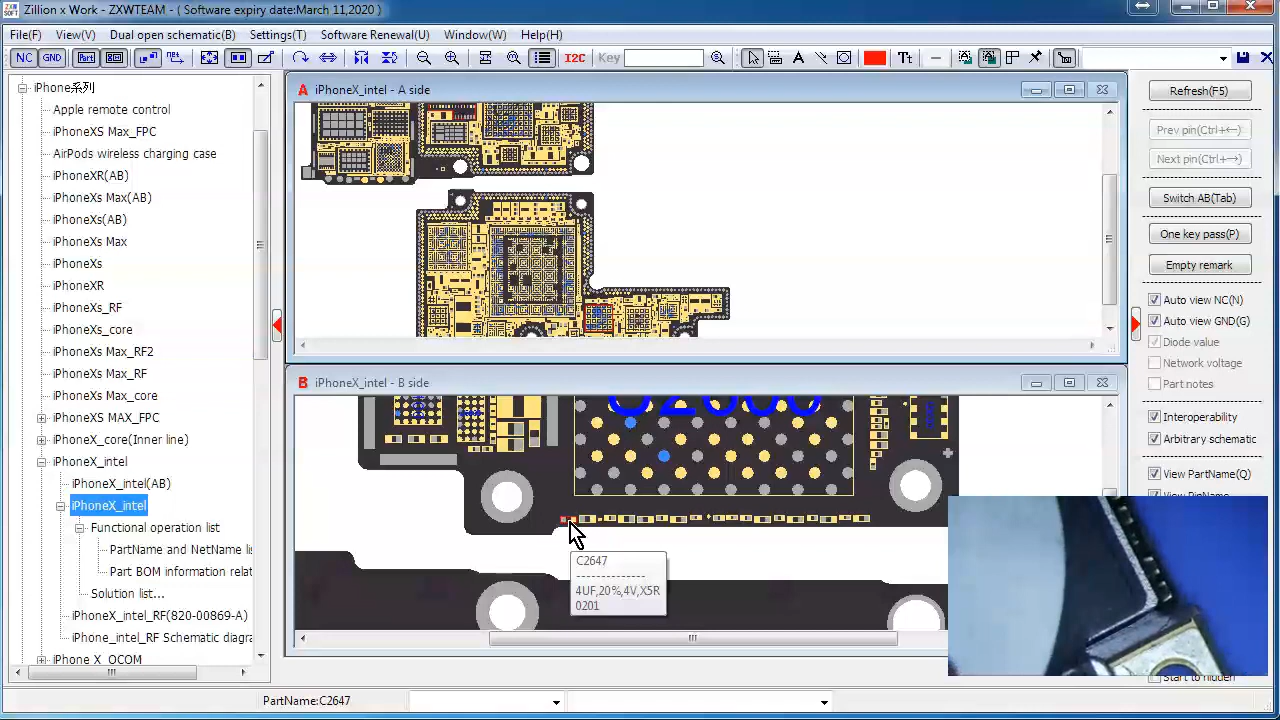 Zillion x Work - ZXWTEAM - ( Software expiry date:March 11,2020 )
File(F) View(V) Dual open schematic(B) Settings(T) Software Renewal(U) Window(W) Help(H)
NC GND Part I2C Key A Tt
iPhone系列
Apple remote control
iPhoneXS Max_FPC
AirPods wireless charging case
iPhoneXR(AB)
iPhoneXs Max(AB)
iPhoneXs(AB)
iPhoneXs Max
iPhoneXs
iPhoneXR
iPhoneXs_RF
iPhoneXs_core
iPhoneXs Max_RF2
iPhoneXs Max_RF
iPhoneXs Max_core
iPhoneXS MAX_FPC
iPhoneX_core(Inner line)
iPhoneX_intel
iPhoneX_intel(AB)
iPhoneX_intel
Functional operation list
PartName and NetName li
Part BOM information relat
Solution list...
iPhoneX_intel_RF(820-00869-A)
iPhone_intel_RF Schematic diagra
iPhone X_QCOM
A iPhoneX_intel - A side
B iPhoneX_intel - B side
C2647
---------------
4UF,20%,4V,X5R
0201
Refresh(F5)
Prev pin(Ctrl+←)
Next pin(Ctrl+→)
Switch AB(Tab)
One key pass(P)
Empty remark
Auto view NC(N)
Auto view GND(G)
Diode value
Network voltage
Part notes
Interoperability
Arbitrary schematic
View PartName(Q)
Start to hidden
PartName:C2647